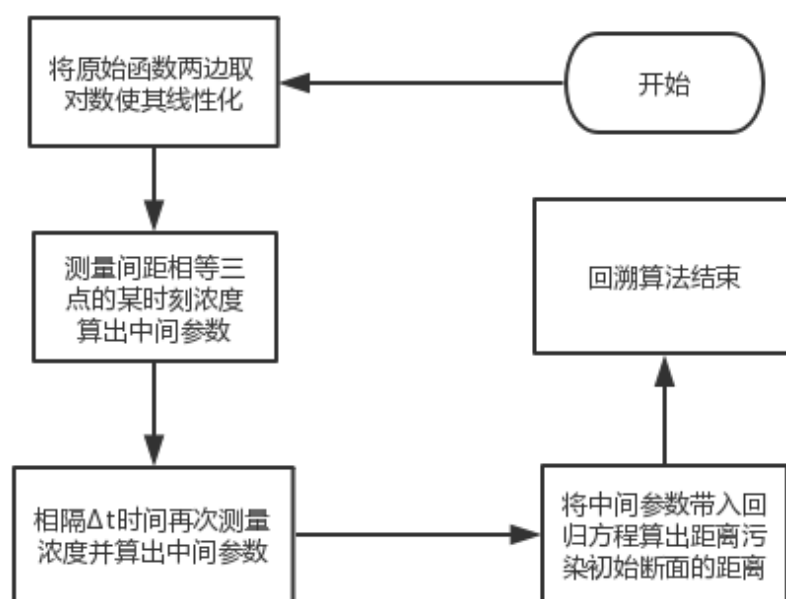 开始
将原始函数两边取
对数使其线性化
测量间距相等三
点的某时刻浓度
算出中间参数
相隔Δt时间再次测量
浓度并算出中间参数
将中间参数带入回
归方程算出距离污
染初始断面的距离
回溯算法结束